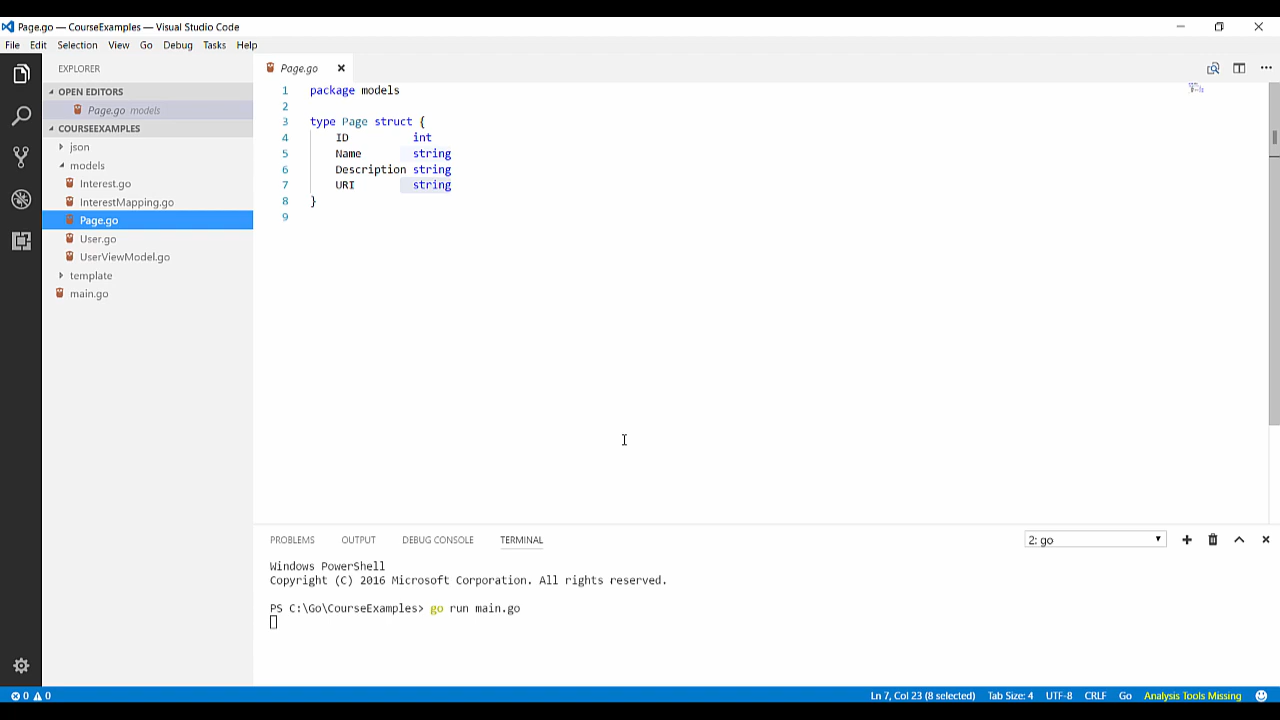 Page.go — CourseExamples — Visual Studio Code
File Edit Selection View Go Debug Tasks Help
EXPLORER
OPEN EDITORS
Page.go models
COURSEEXAMPLES
json
models
Interest.go
InterestMapping.go
Page.go
User.go
UserViewModel.go
template
main.go
Page.go
1 package models
2
3 type Page struct {
4 ID int
5 Name string
6 Description string
7 URI string
8 }
9
PROBLEMS OUTPUT DEBUG CONSOLE TERMINAL 2: go
Windows PowerShell
Copyright (C) 2016 Microsoft Corporation. All rights reserved.
PS C:\Go\CourseExamples> go run main.go
0 0 Ln 7, Col 23 (8 selected) Tab Size: 4 UTF-8 CRLF Go Analysis Tools Missing